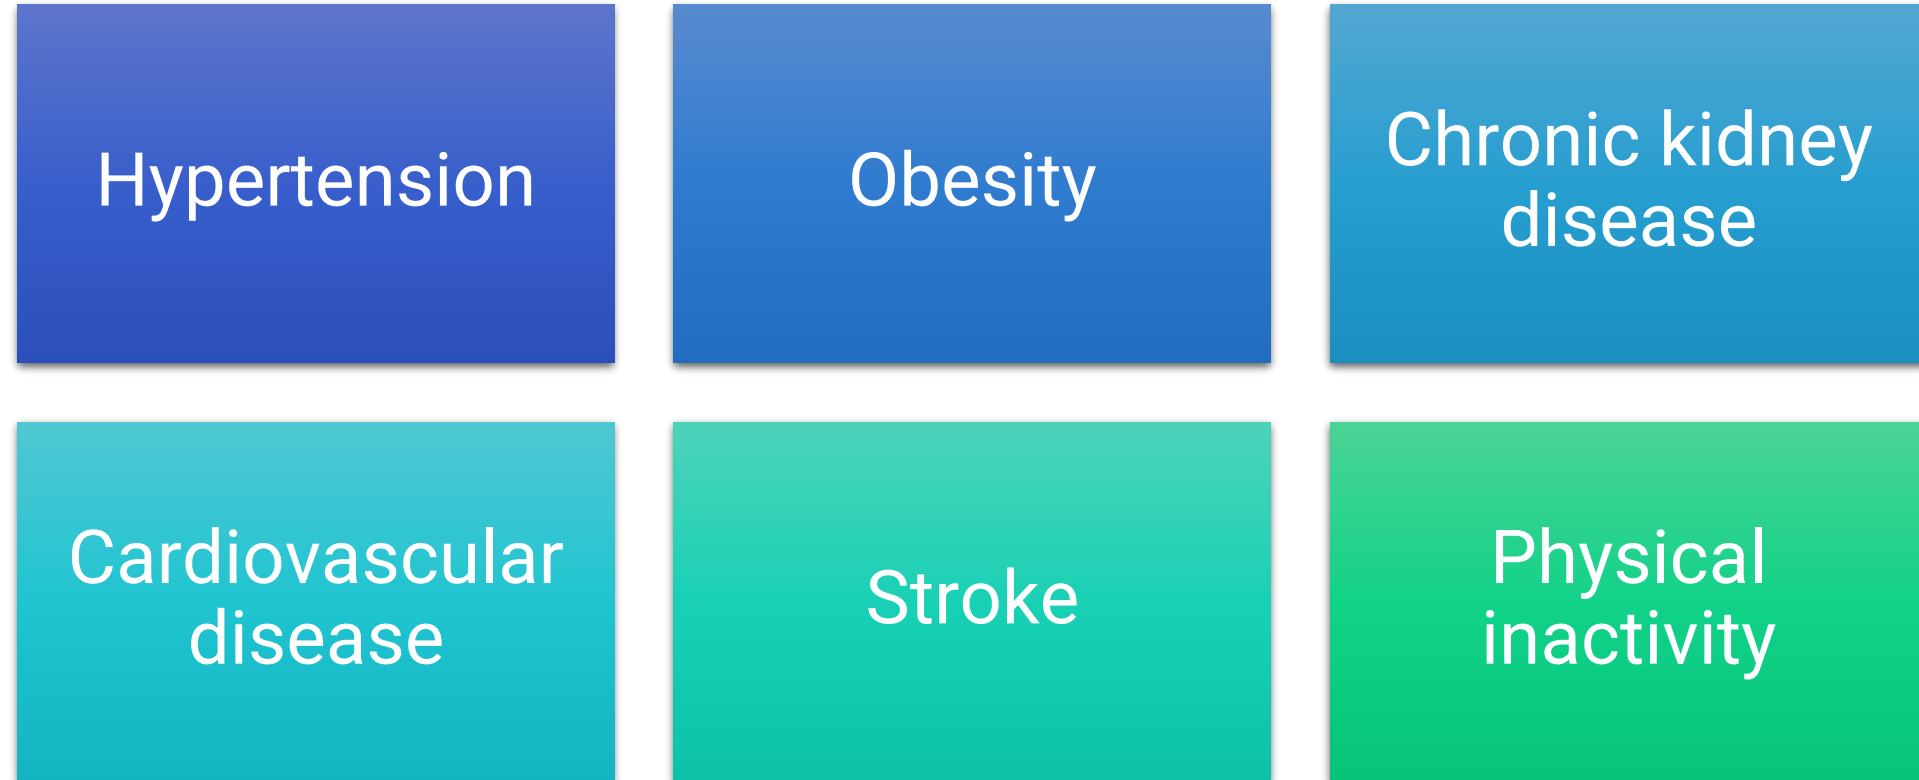 Hypertension
Obesity
Chronic kidney
disease
Cardiovascular
disease
Stroke
Physical
inactivity